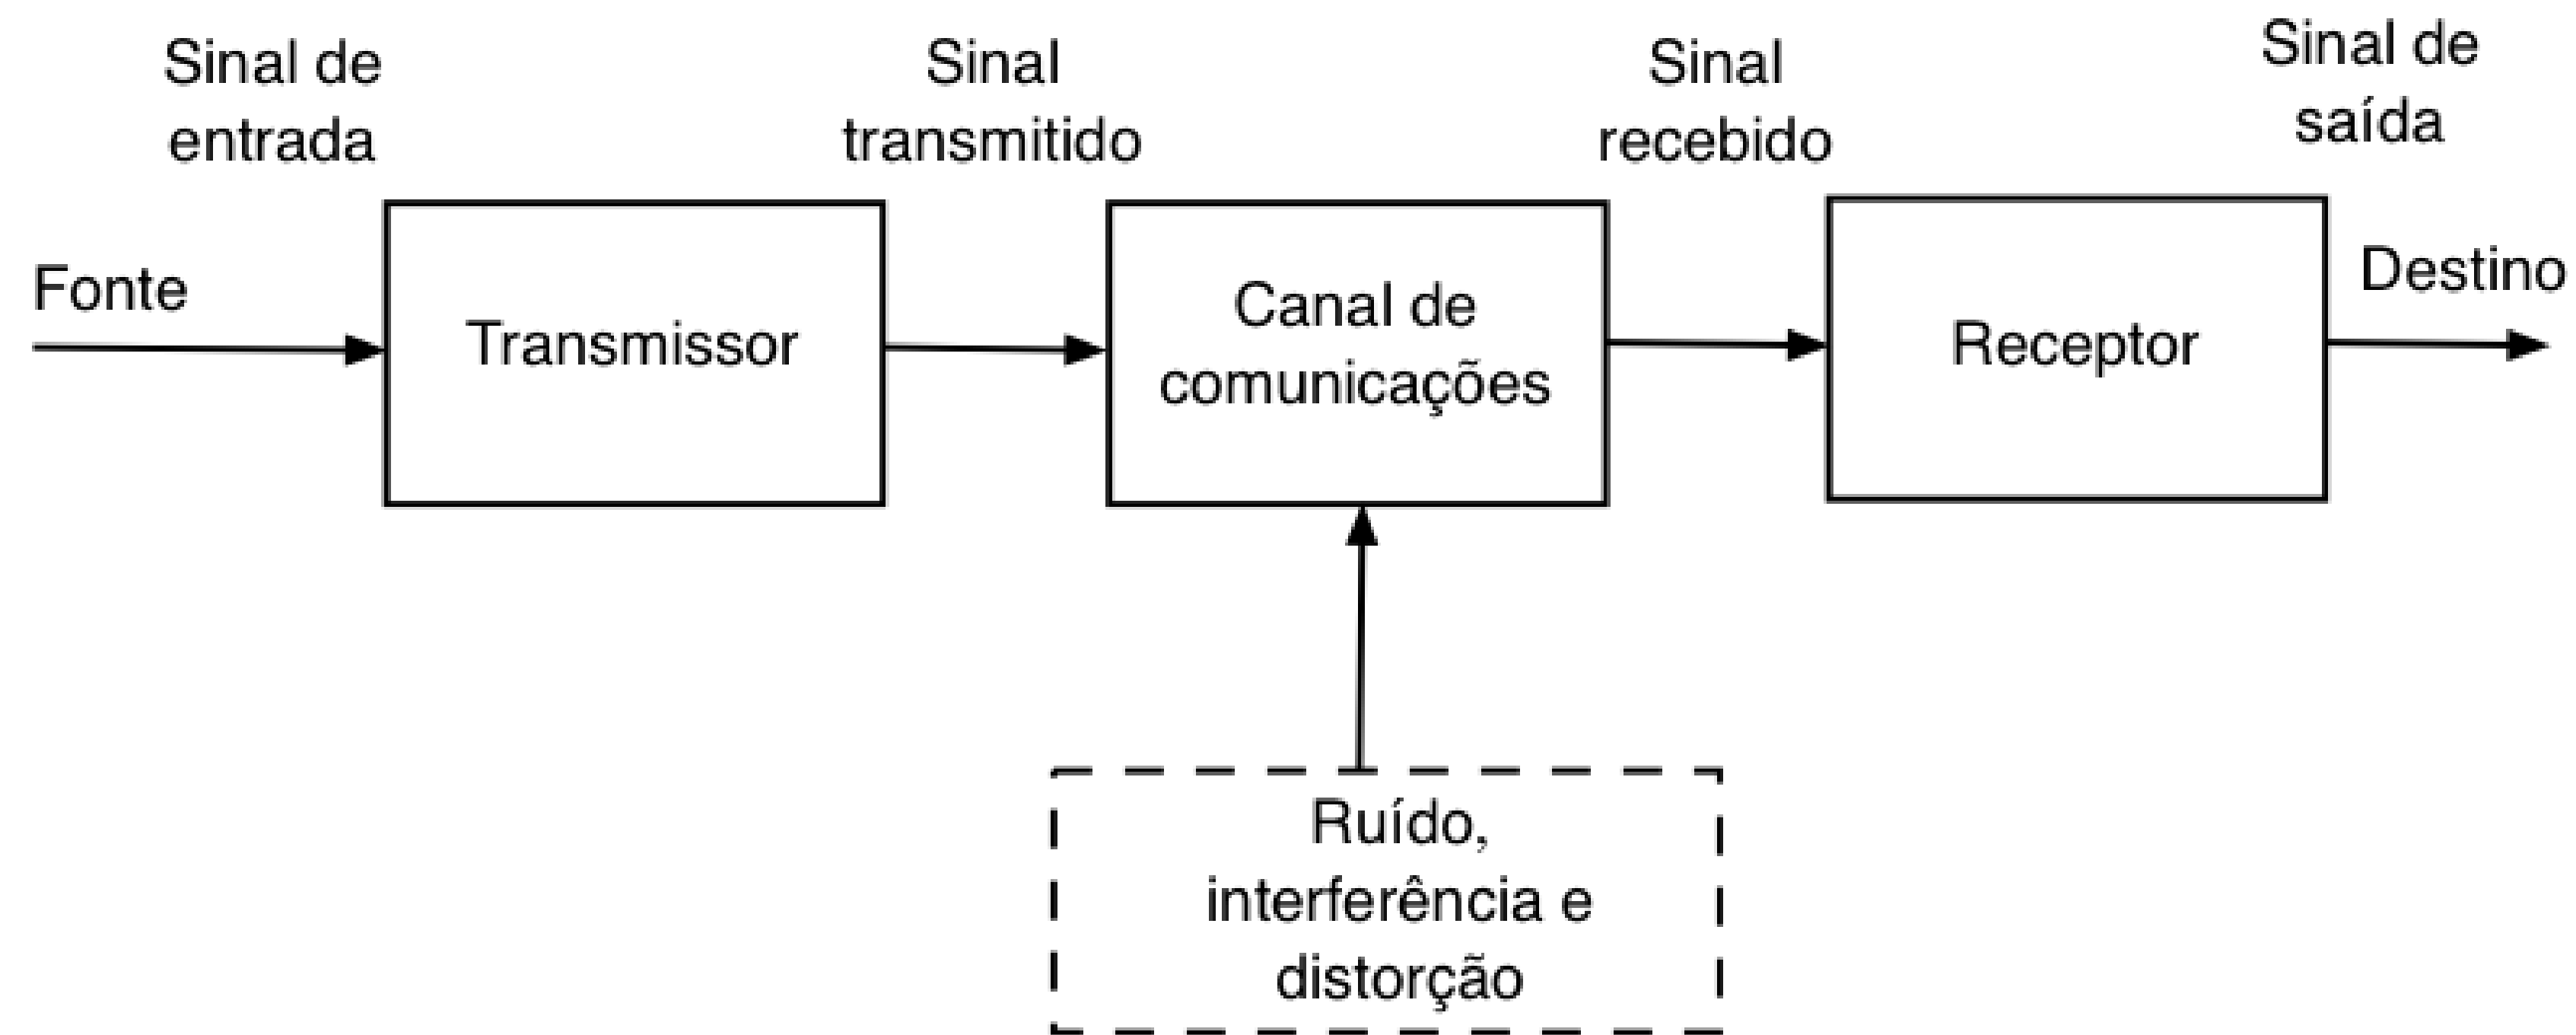 Sinal de
entrada
Sinal
transmitido
Sinal
recebido
Sinal de
saída
Fonte
Transmissor
Canal de
comunicações
Receptor
Destino
Ruído,
interferência e
distorção